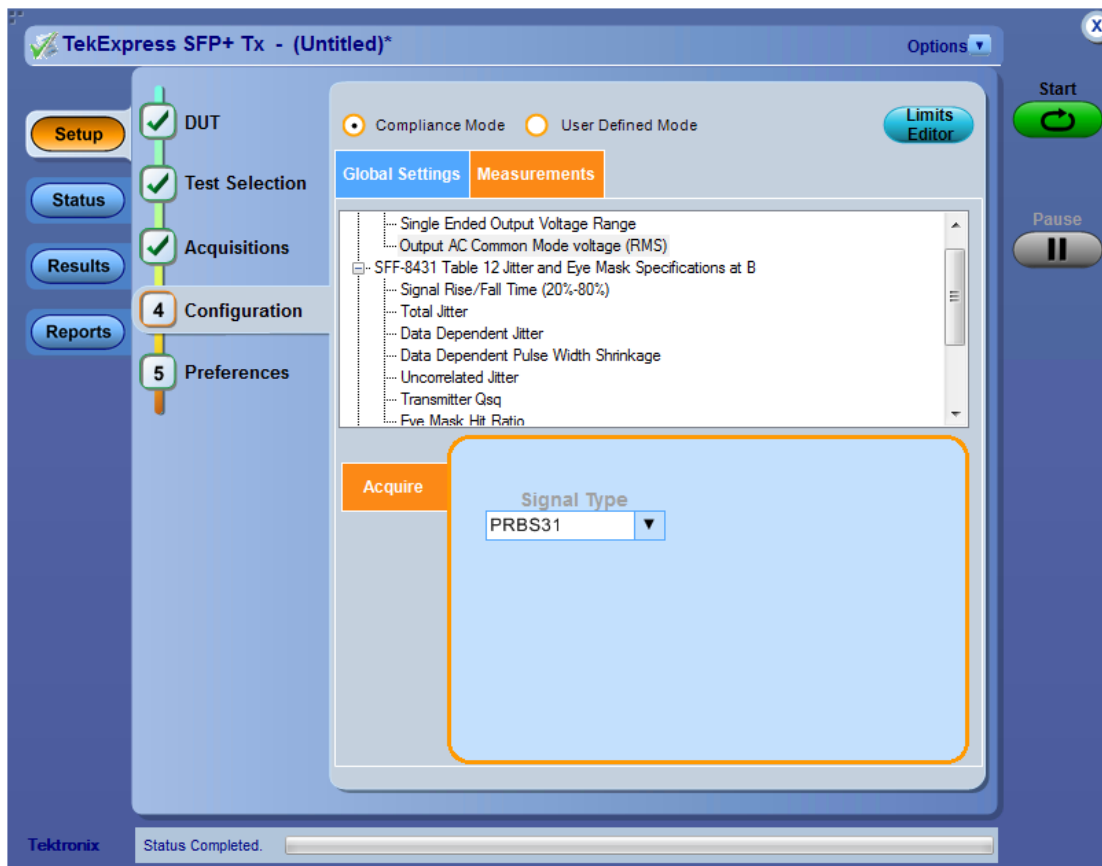 TekExpress SFP+ Tx - (Untitled)*
Options
X
Setup
Status
Results
Reports
DUT
Test Selection
Acquisitions
4 Configuration
5 Preferences
Compliance Mode
User Defined Mode
Limits
Editor
Global Settings
Measurements
Single Ended Output Voltage Range
Output AC Common Mode voltage (RMS)
SFF-8431 Table 12 Jitter and Eye Mask Specifications at B
Signal Rise/Fall Time (20%-80%)
Total Jitter
Data Dependent Jitter
Data Dependent Pulse Width Shrinkage
Uncorrelated Jitter
Transmitter Qsq
Eye Mask Hit Ratio
Acquire
Signal Type
PRBS31
Start
Pause
Tektronix
Status Completed.